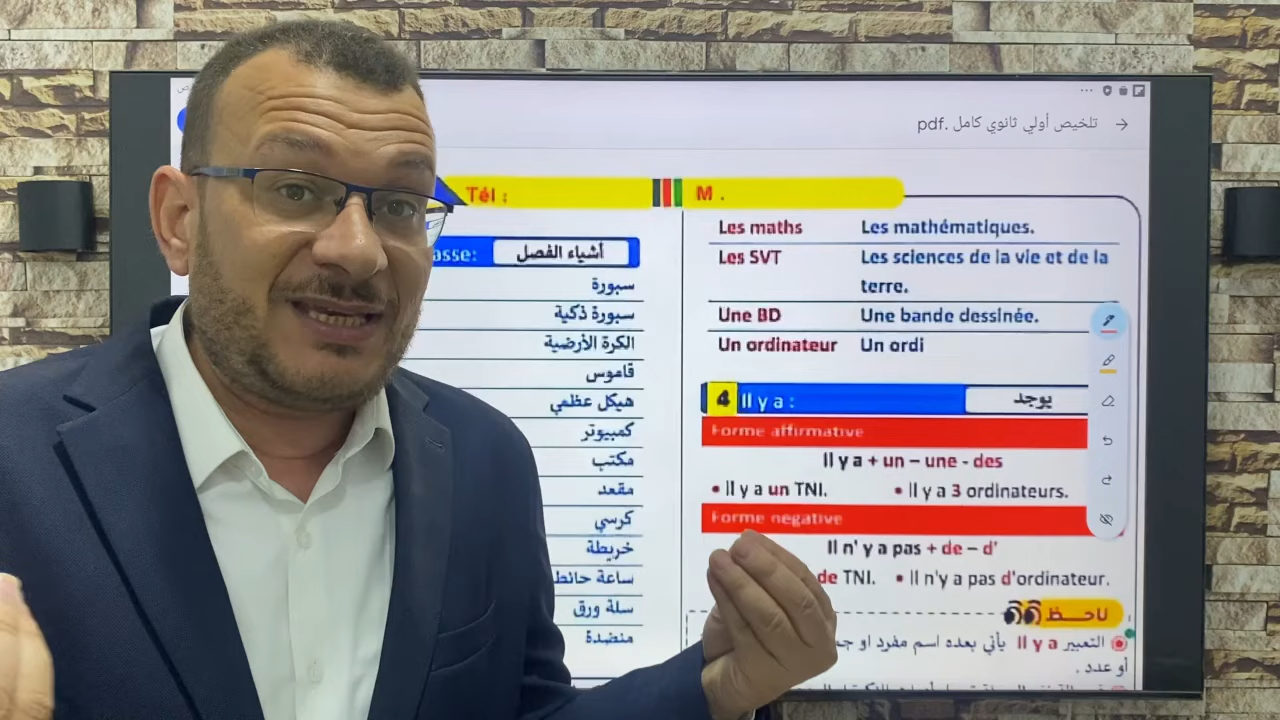 تلخيص أولي ثانوي كامل .pdf
Tél :
M .
asse: أشياء الفصل
سبورة
سبورة ذكية
الكرة الأرضية
قاموس
هيكل عظمي
كمبيوتر
مكتب
مقعد
كرسي
خريطة
ساعة حائط
سلة ورق
منضدة
Les maths Les mathématiques.
Les SVT Les sciences de la vie et de la
terre.
Une BD Une bande dessinée.
Un ordinateur Un ordi
4 Il y a : يوجد
Forme affirmative
Il y a + un – une - des
• Il y a un TNI. • Il y a 3 ordinateurs.
Forme negative
Il n' y a pas + de – d'
de TNI. • Il n'y a pas d'ordinateur.
لاحظ
التعبير Il y a يأتي بعده اسم مفرد او
أو عدد .